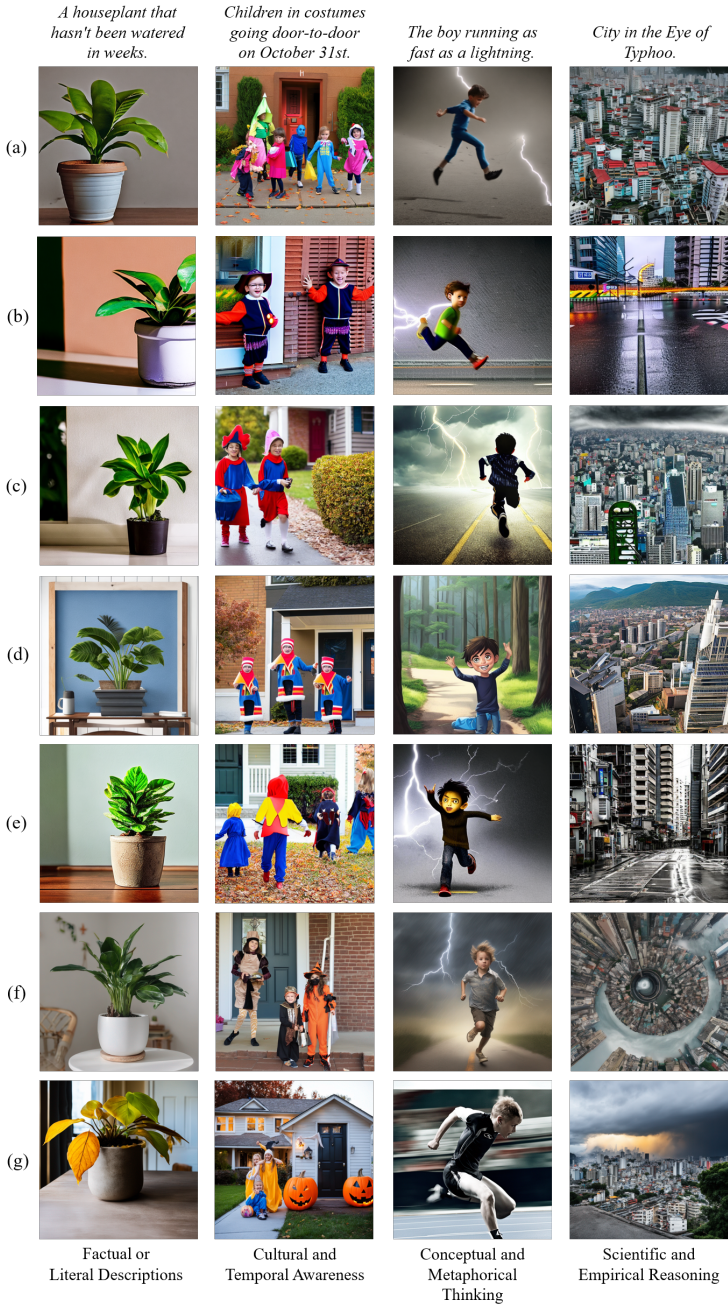 A houseplant that
hasn't been watered
in weeks.
Children in costumes
going door-to-door
on October 31st.
The boy running as
fast as a lightning.
City in the Eye of
Typhoo.
(a)
(b)
(c)
(d)
(e)
(f)
(g)
Factual or
Literal Descriptions
Cultural and
Temporal Awareness
Conceptual and
Metaphorical
Thinking
Scientific and
Empirical Reasoning